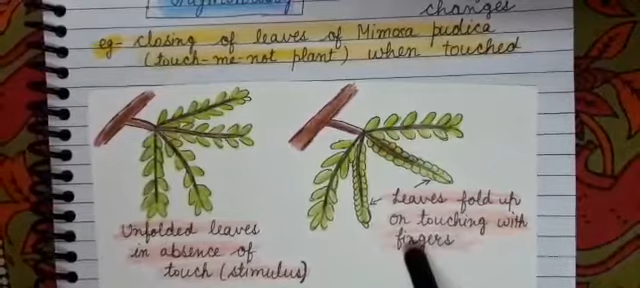 changes
eg- closing of leaves of Mimosa pudica
(touch-me-not plant) when touched
Unfolded leaves
in absence of
touch (stimulus)
Leaves fold up
on touching with
fingers